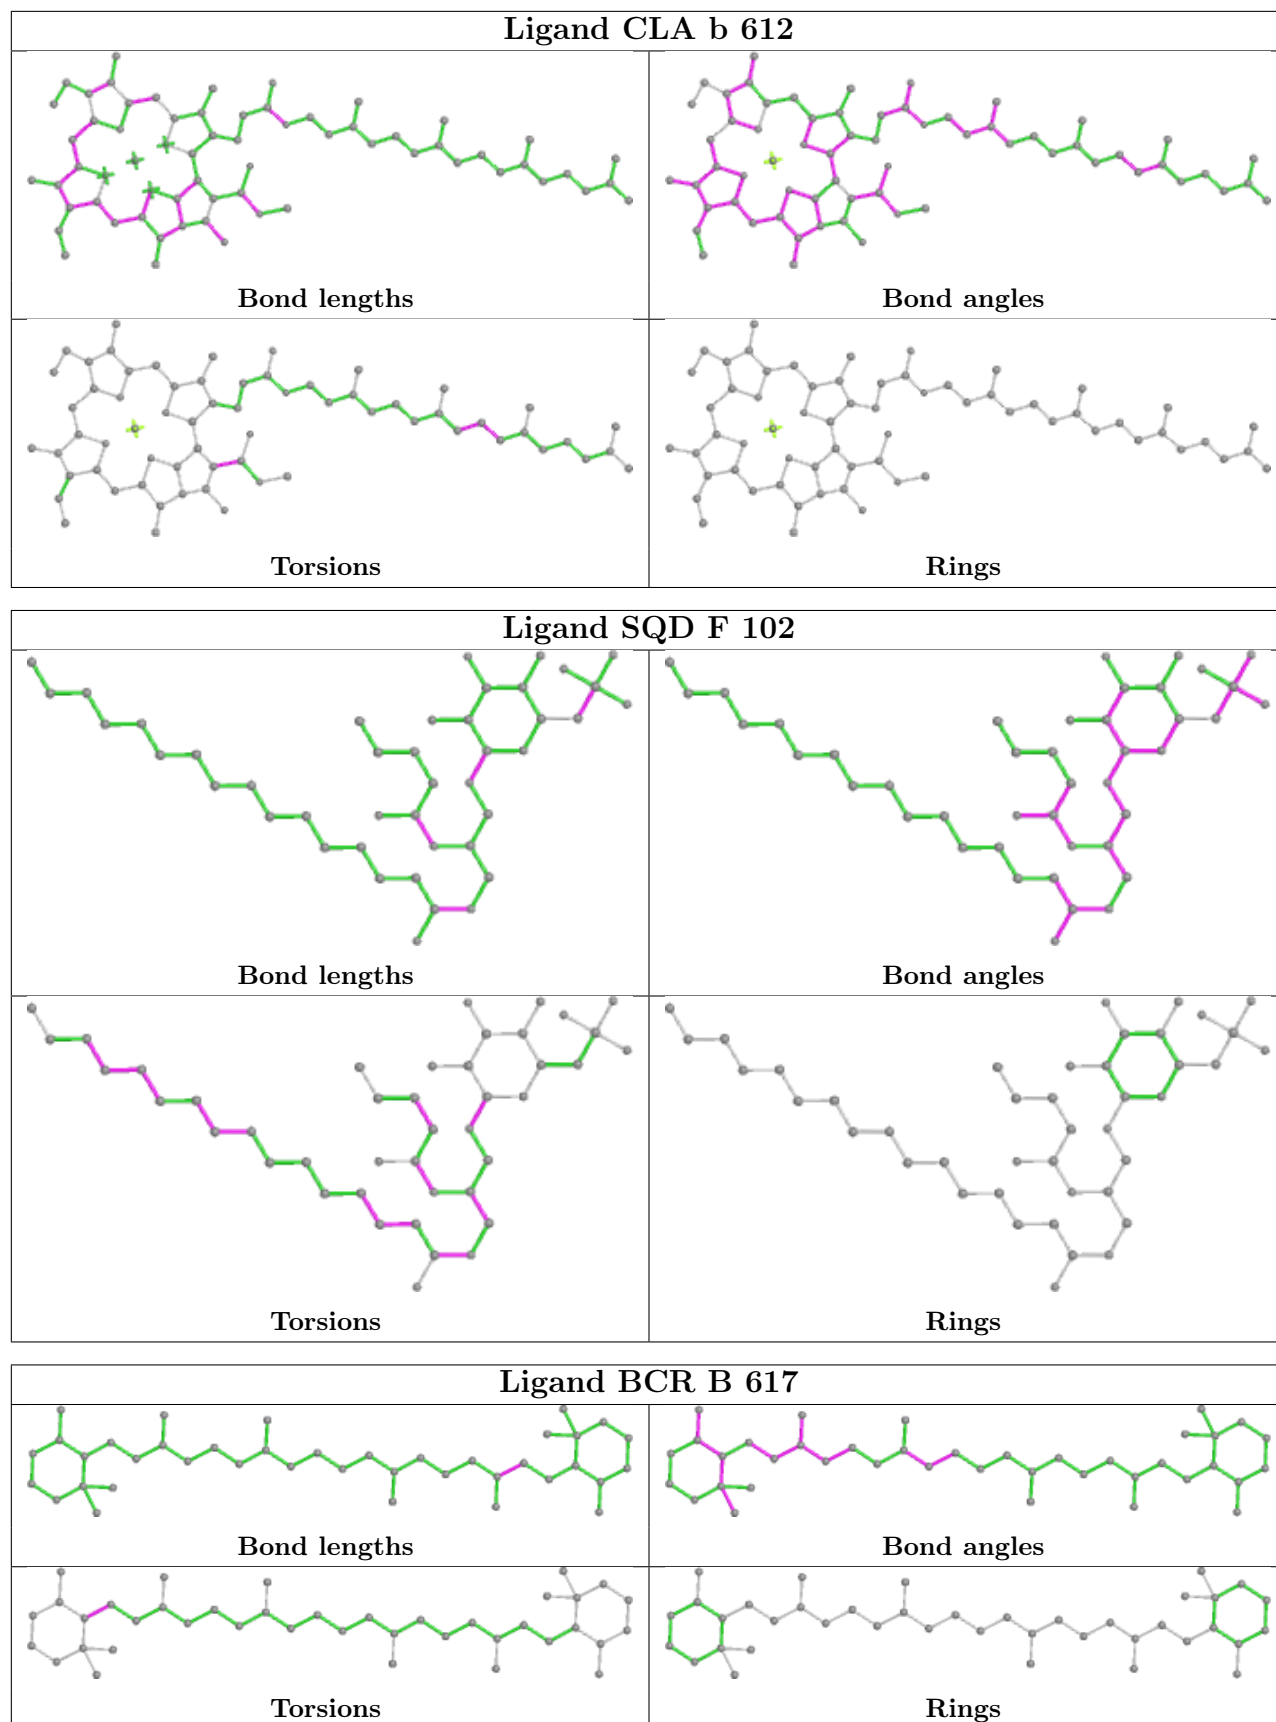 Ligand CLA b 612
Bond lengths
Bond angles
Torsions
Rings
Ligand SQD F 102
Bond lengths
Bond angles
Torsions
Rings
Ligand BCR B 617
Bond lengths
Bond angles
Torsions
Rings